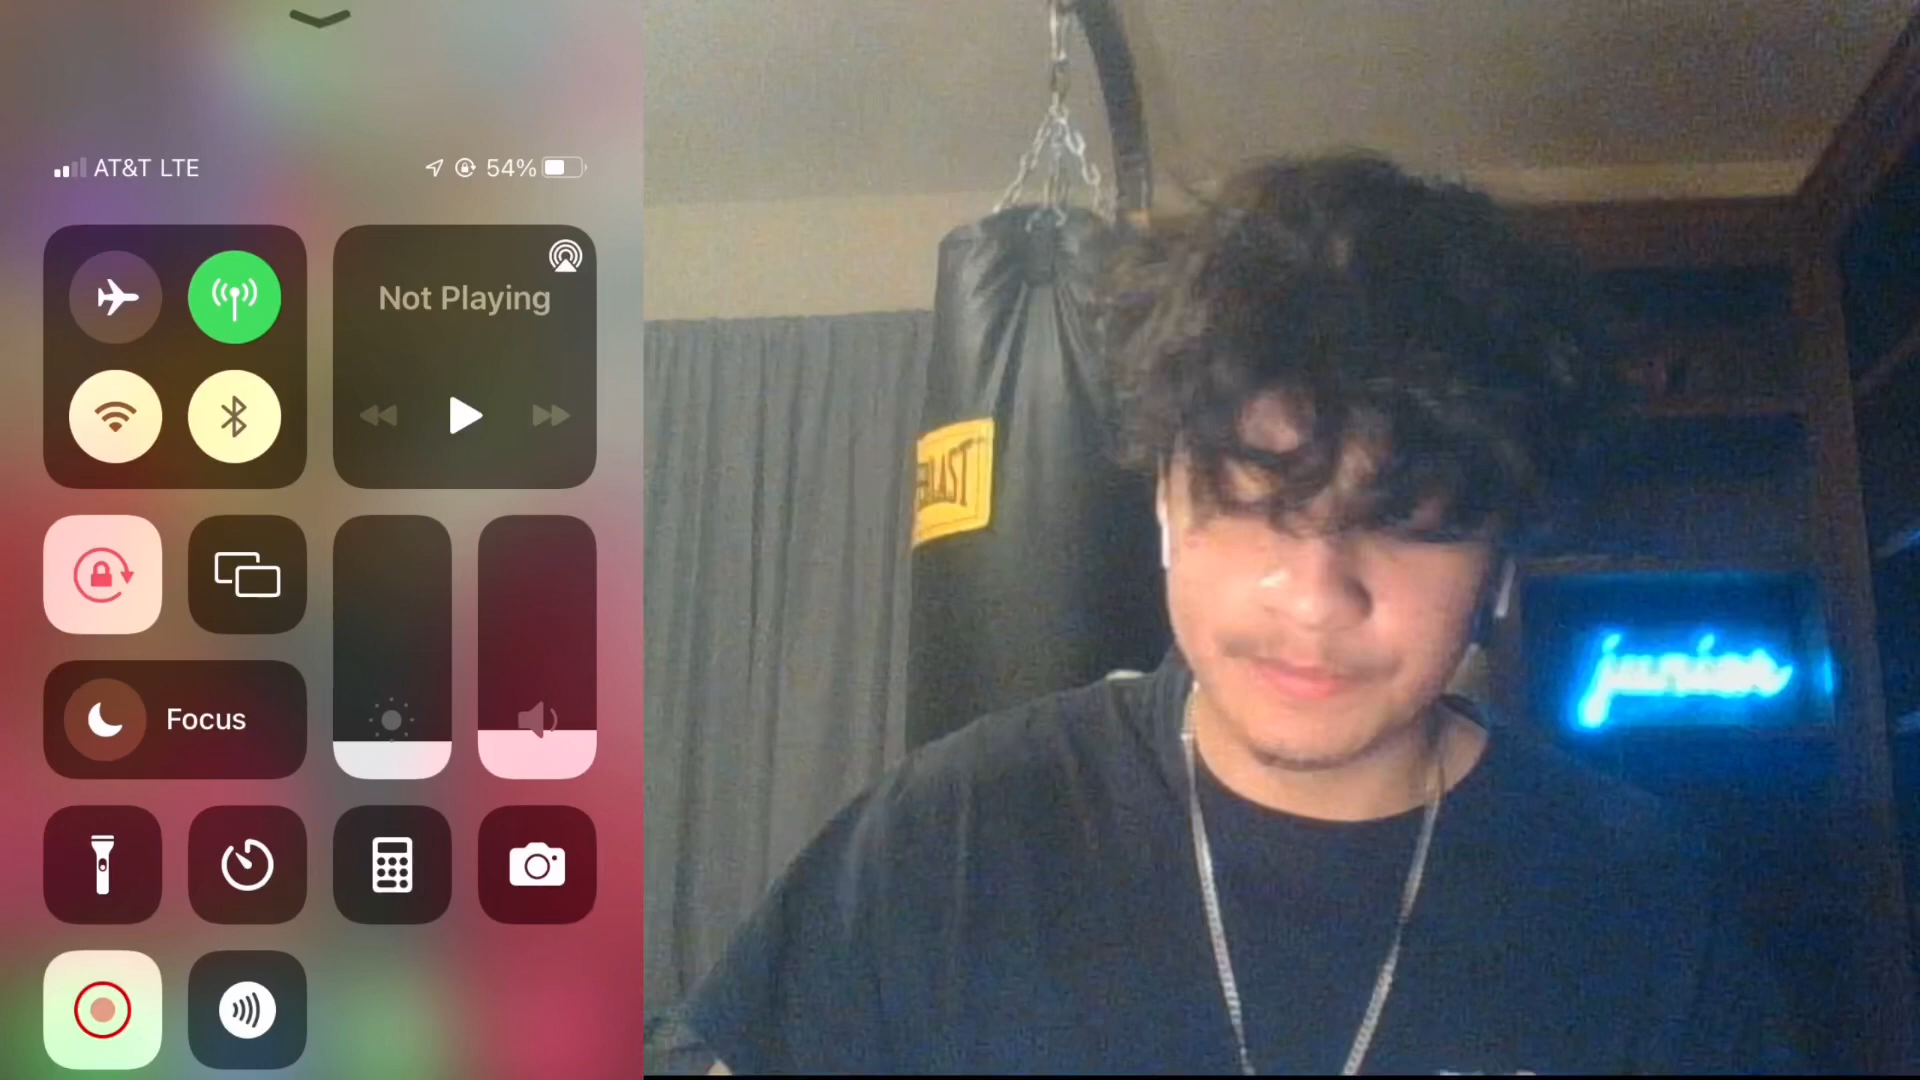 AT&T LTE
54%
Not Playing
Focus
junior